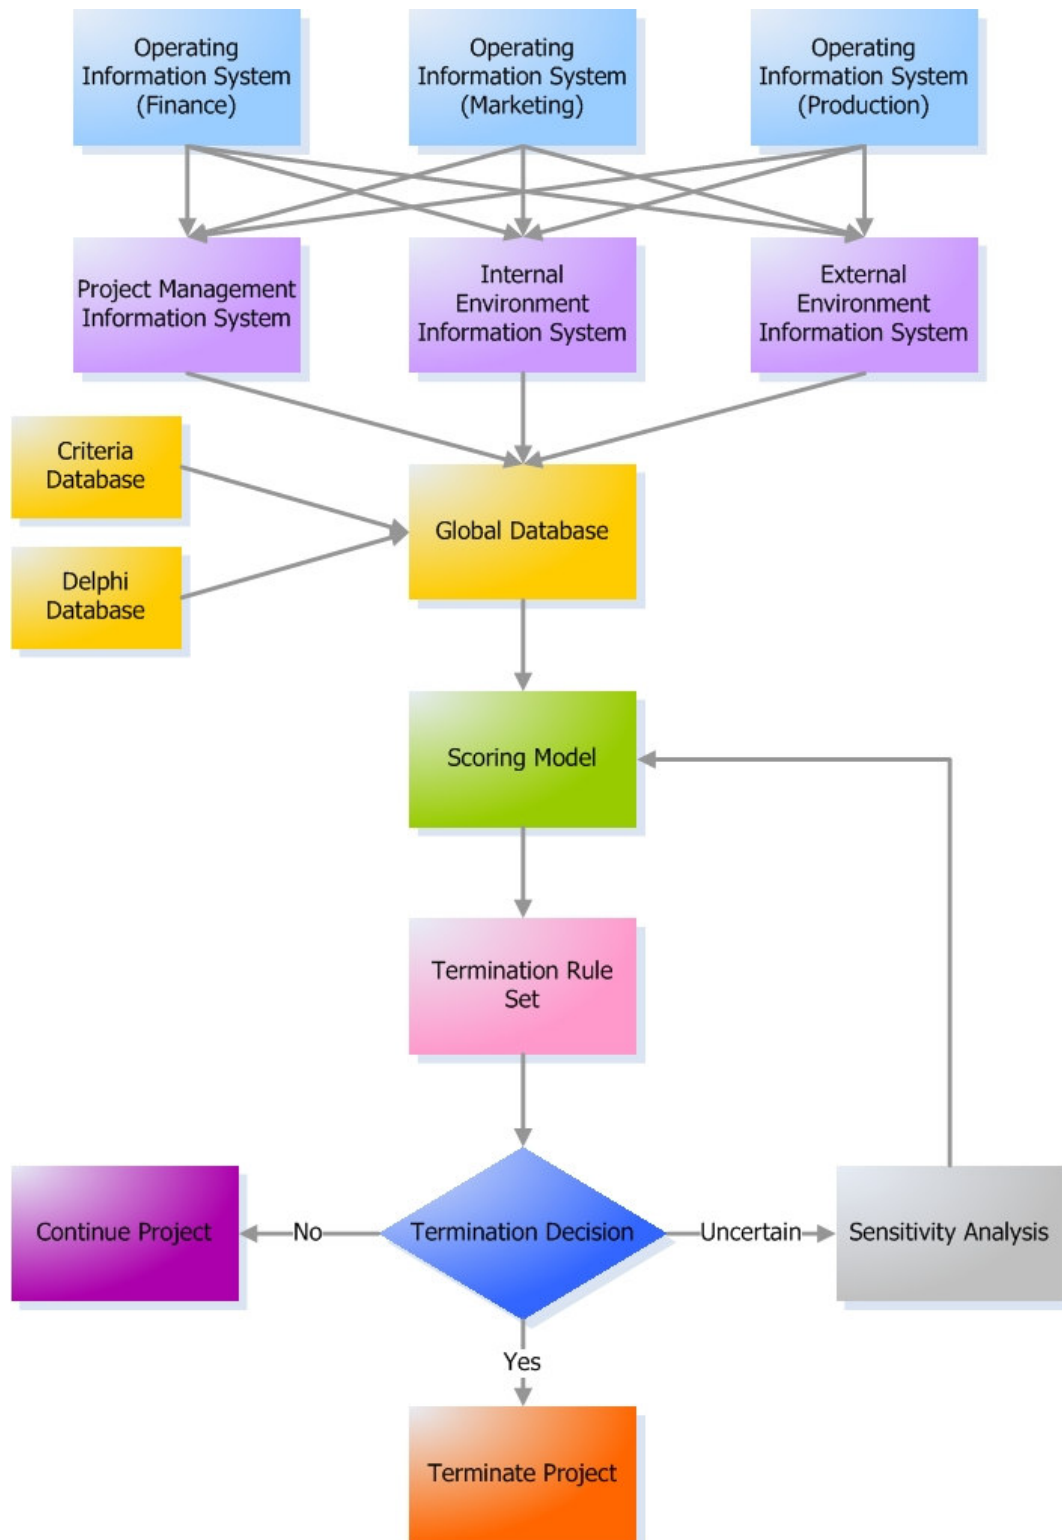 Operating
Information System
(Finance)
Operating
Information System
(Marketing)
Operating
Information System
(Production)
Project Management
Information System
Internal
Environment
Information System
External
Environment
Information System
Criteria
Database
Global Database
Delphi
Database
Scoring Model
Termination Rule
Set
Continue Project
No
Termination Decision
Uncertain
Sensitivity Analysis
Yes
Terminate Project